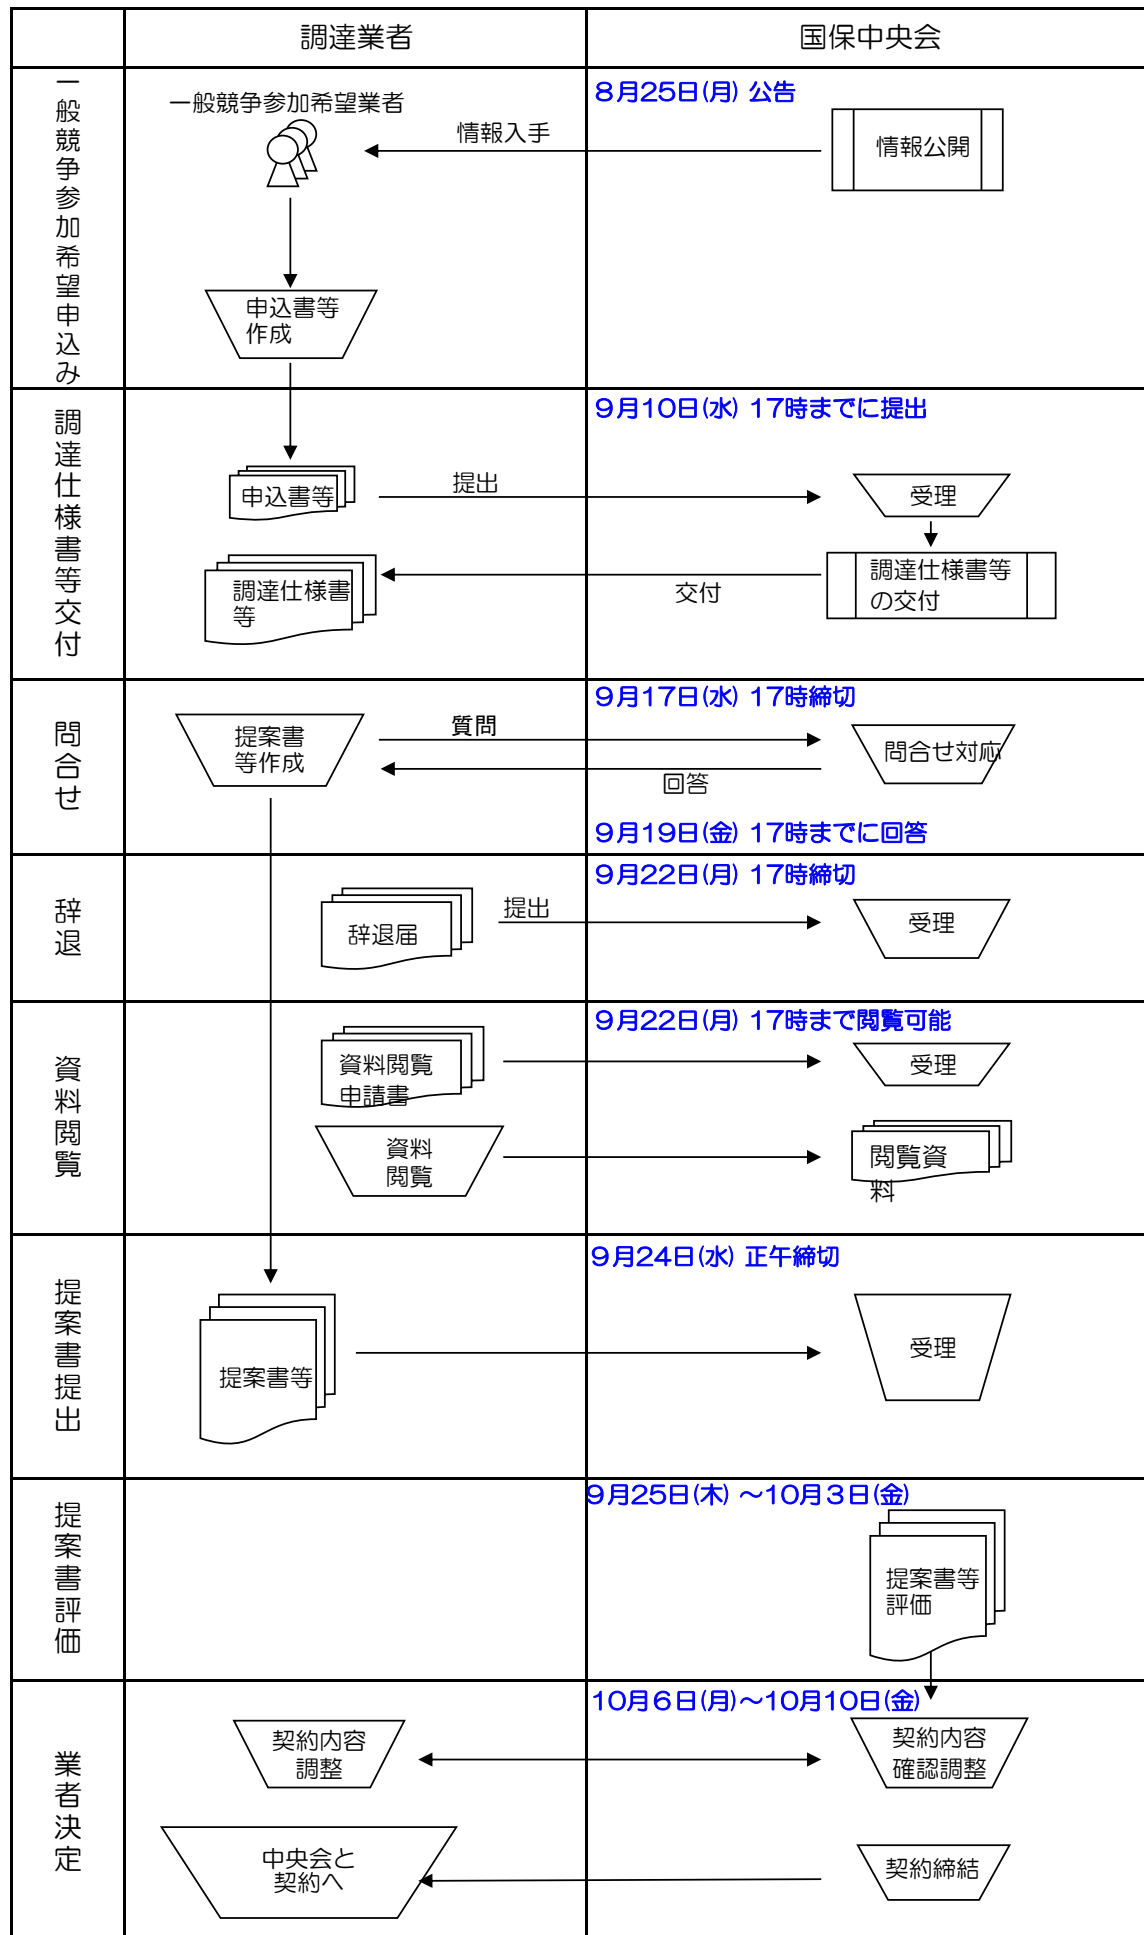 調達業者
国保中央会
一般競争参加希望申込み
一般競争参加希望業者
情報入手
8月25日(月) 公告
情報公開
申込書等
作成
調達仕様書等交付
9月10日(水) 17時までに提出
申込書等
提出
受理
調達仕様書
等
交付
調達仕様書等
の交付
問合せ
9月17日(水) 17時締切
提案書
等作成
質問
回答
問合せ対応
9月19日(金) 17時までに回答
辞退
9月22日(月) 17時締切
辞退届
提出
受理
資料閲覧
9月22日(月) 17時まで閲覧可能
資料閲覧
申請書
受理
資料
閲覧
閲覧資
料
提案書提出
9月24日(水) 正午締切
提案書等
受理
提案書評価
9月25日(木) ～10月3日(金)
提案書等
評価
業者決定
10月6日(月)～10月10日(金)
契約内容
調整
契約内容
確認調整
中央会と
契約へ
契約締結